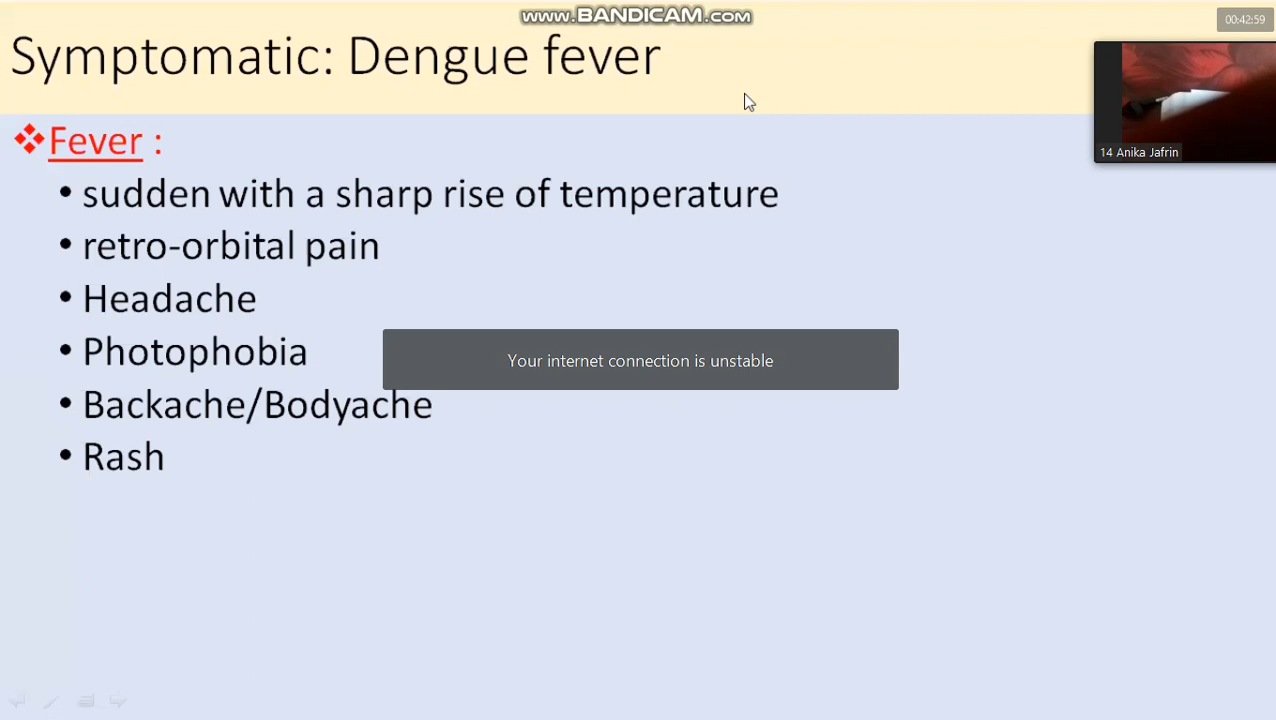 www.BANDICAM.com
00:42:59
Symptomatic: Dengue fever
14 Anika Jafrin
❖Fever :
• sudden with a sharp rise of temperature
• retro-orbital pain
• Headache
• Photophobia
Your internet connection is unstable
• Backache/Bodyache
• Rash